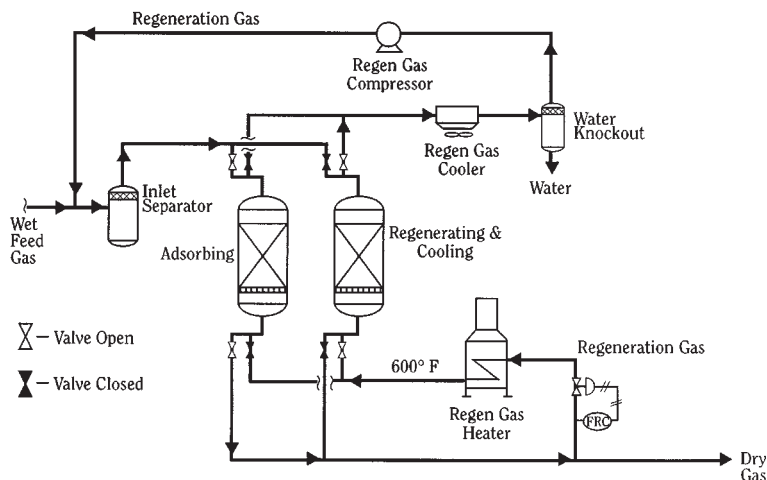 Regeneration Gas
Regen Gas
Compressor
Water
Knockout
Regen Gas
Cooler
Water
Inlet
Separator
Wet
Feed
Gas
Adsorbing
Regenerating &
Cooling
– Valve Open
– Valve Closed
600° F
Regeneration Gas
Regen Gas
Heater
FRC
Dry
Gas